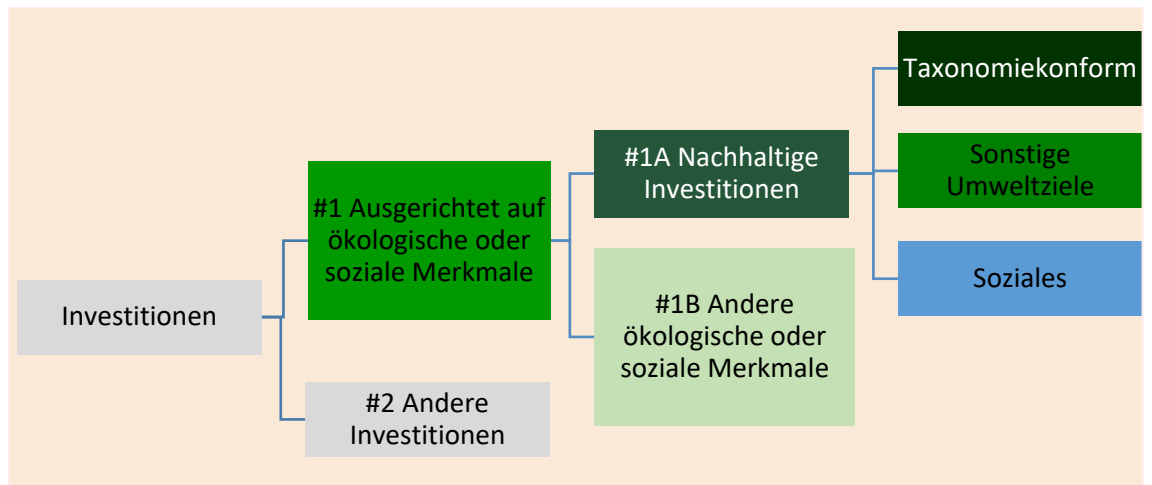 Investitionen
#1 Ausgerichtet auf
ökologische oder
soziale Merkmale
#2 Andere
Investitionen
#1A Nachhaltige
Investitionen
#1B Andere
ökologische oder
soziale Merkmale
Taxonomiekonform
Sonstige
Umweltziele
Soziales